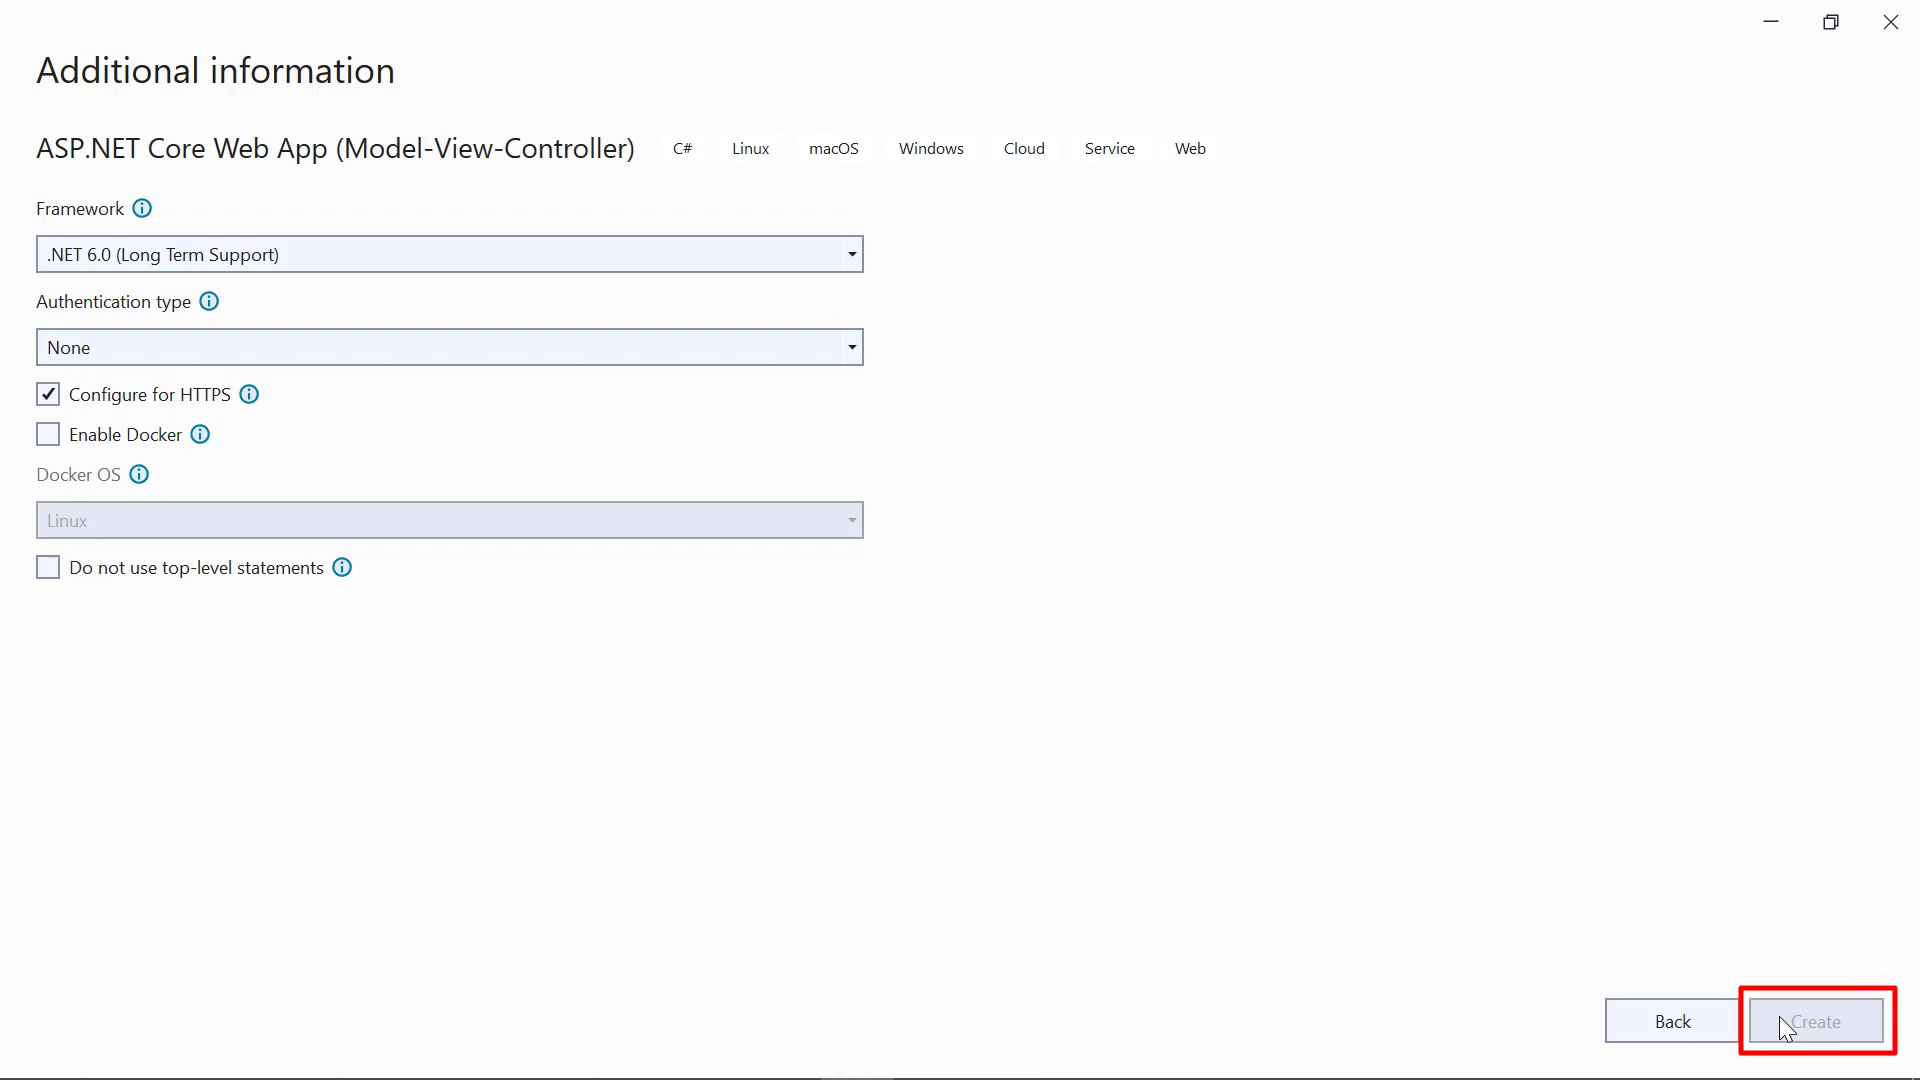 Additional information
ASP.NET Core Web App (Model-View-Controller) C# Linux macOS Windows Cloud Service Web
Framework
.NET 6.0 (Long Term Support)
Authentication type
None
Configure for HTTPS
Enable Docker
Docker OS
Linux
Do not use top-level statements
Back Create